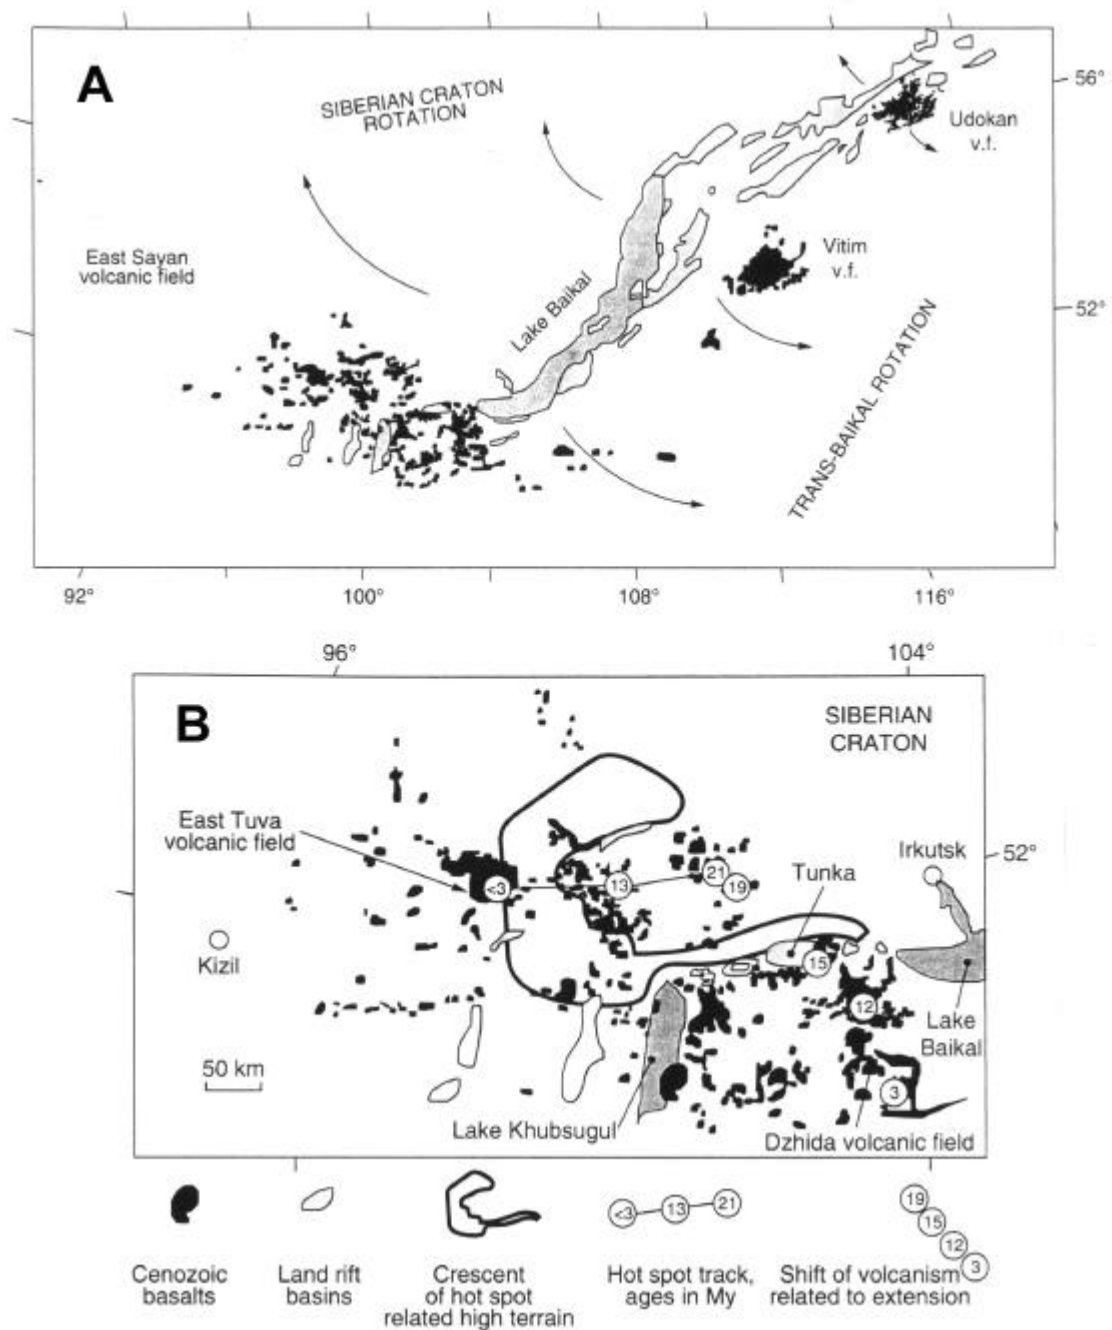 A
SIBERIAN CRATON
ROTATION
56°
Udokan
v.f.
East Sayan
volcanic field
Vitim
v.f.
Lake Baikal
52°
TRANS-BAIKAL ROTATION
92°
100°
108°
116°
96°
104°
B
SIBERIAN
CRATON
East Tuva
volcanic field
Irkutsk
52°
<3
13
21
19
Tunka
Kizil
15
12
Lake
Baikal
50 km
3
Lake Khubsugul
Dzhida volcanic field
<3
13
21
19
15
12
3
Cenozoic
basalts
Land rift
basins
Crescent
of hot spot
related high terrain
Hot spot track,
ages in My
Shift of volcanism
related to extension